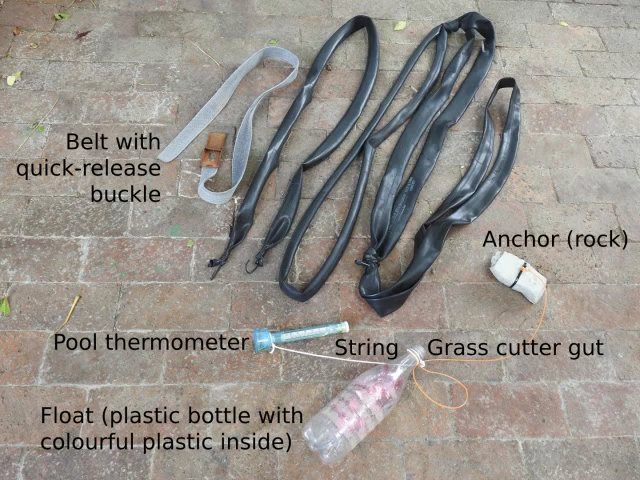 Belt with
quick-release
buckle
Anchor (rock)
Pool thermometer
String
Grass cutter gut
Float (plastic bottle with
colourful plastic inside)